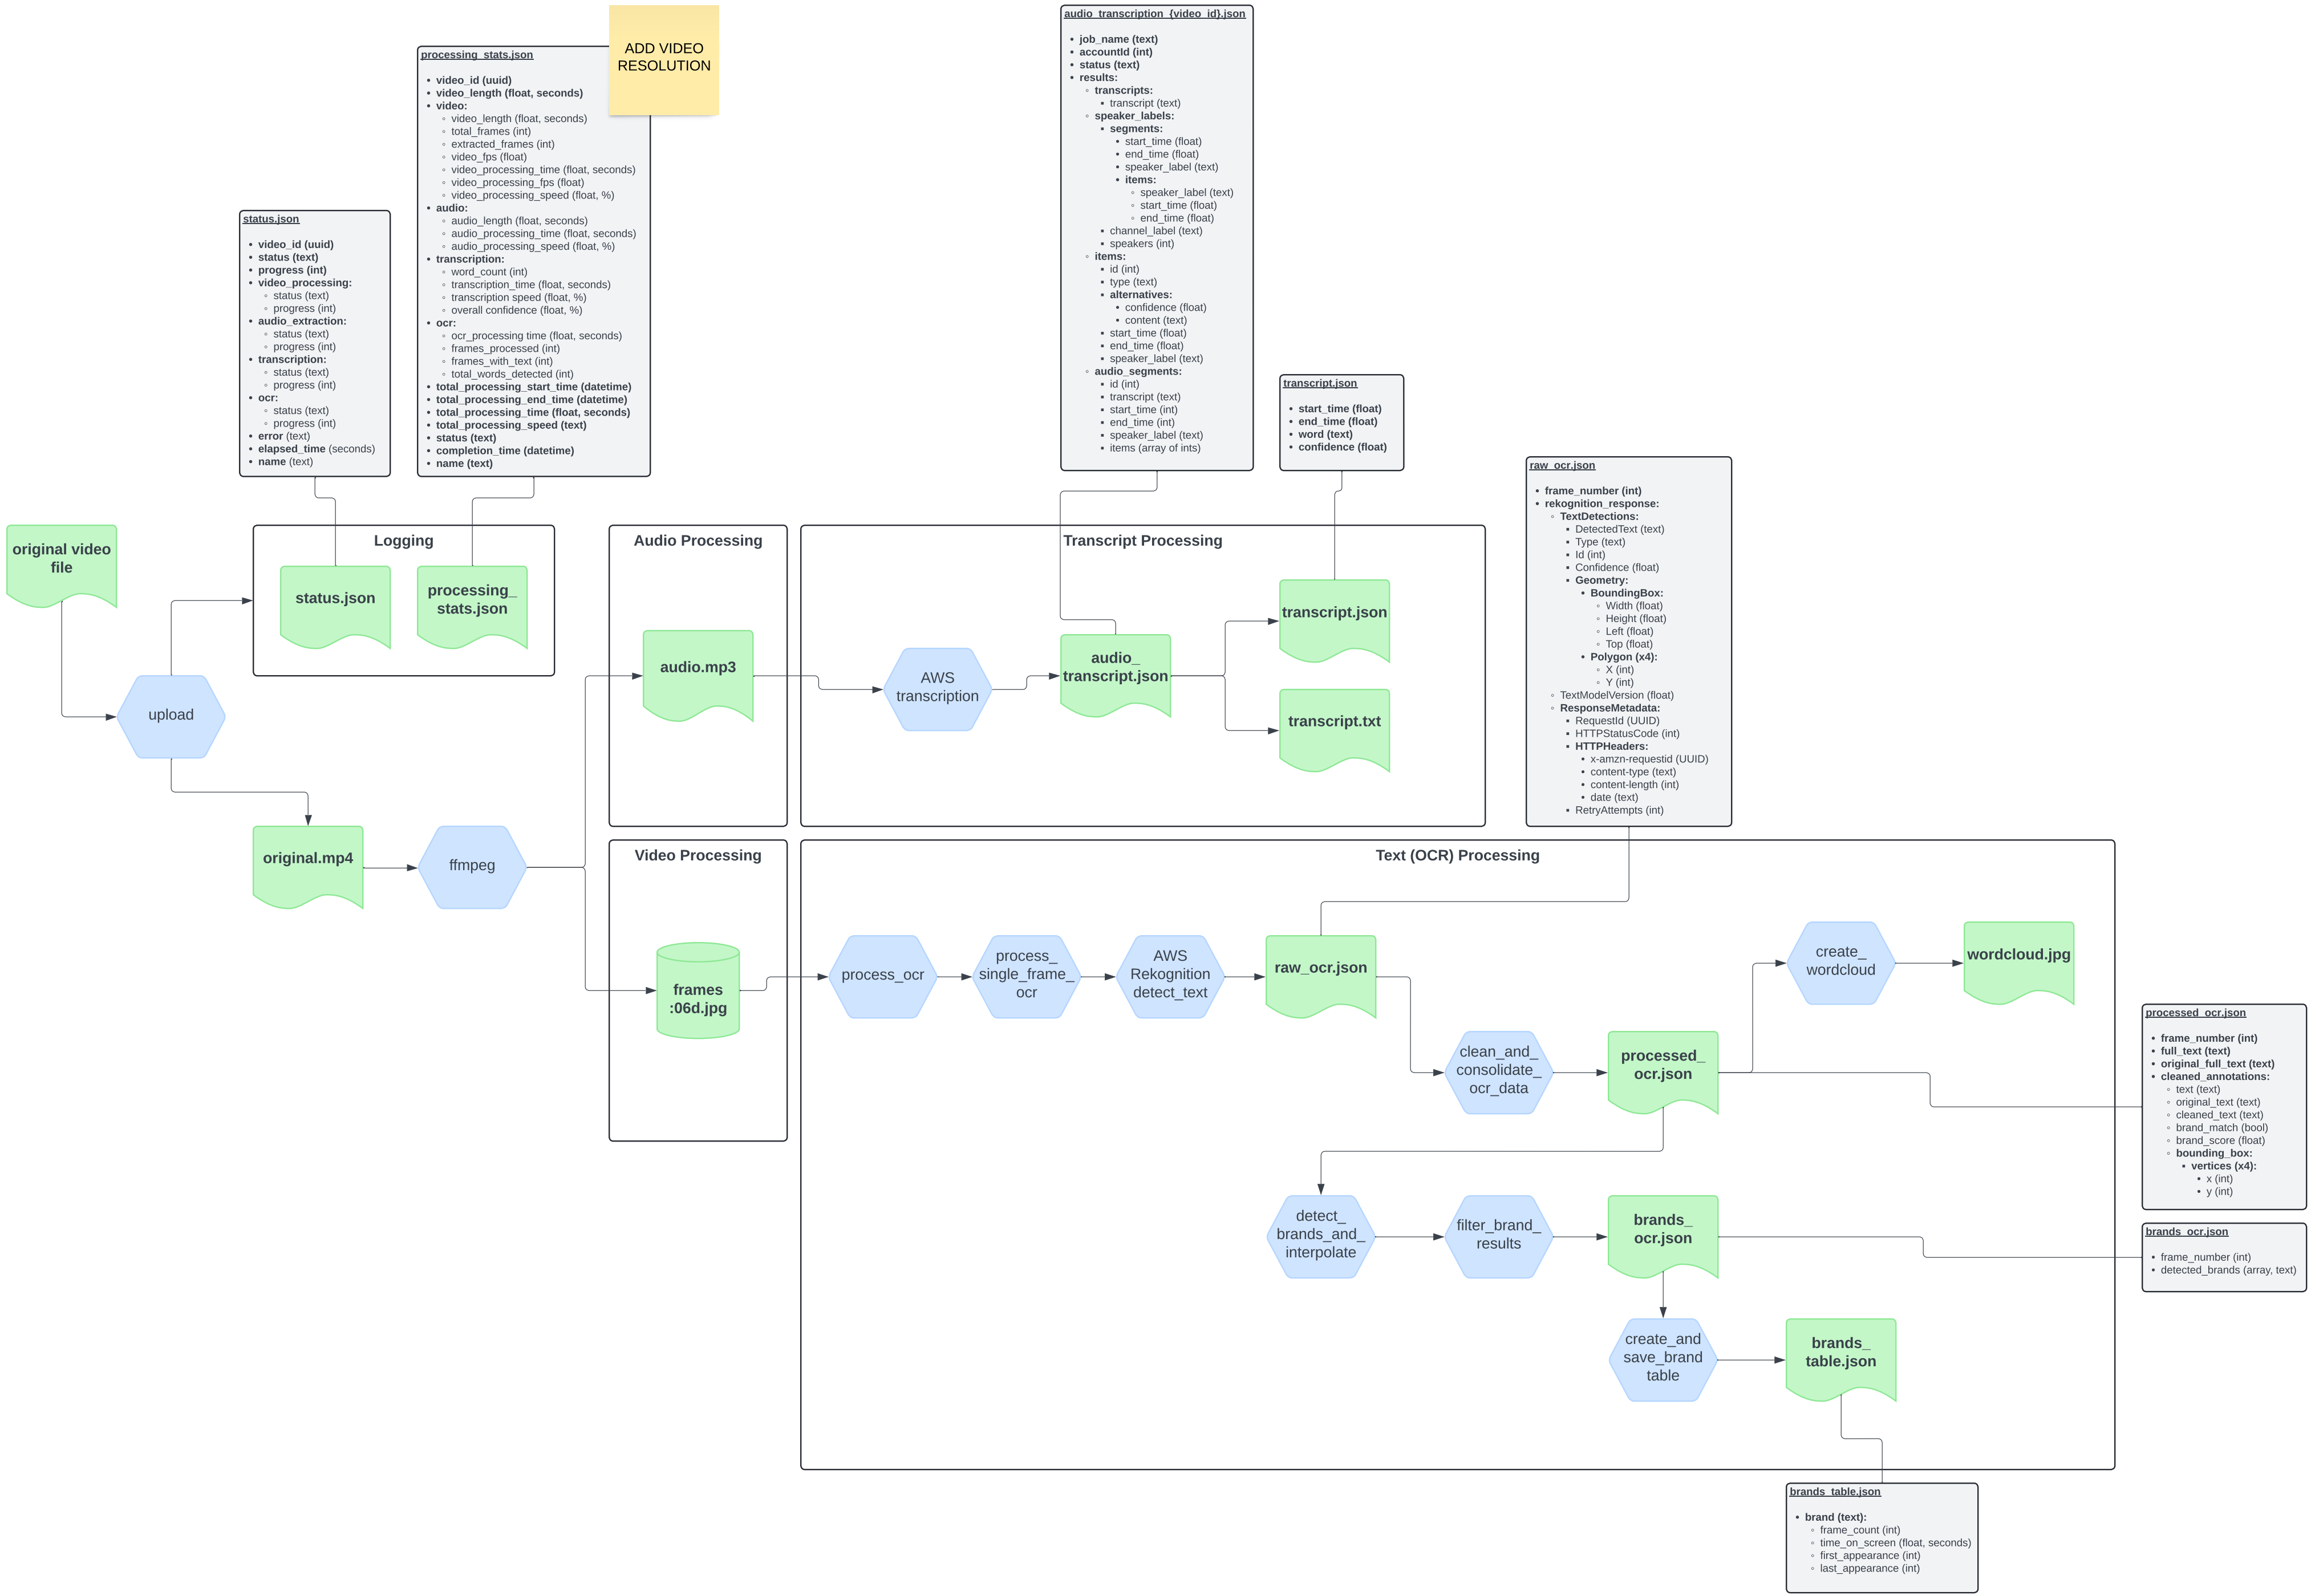 ADD VIDEO
RESOLUTION
status.json
video_id (uuid)
status (text)
progress (int)
video_processing:
status (text)
progress (int)
audio_extraction:
status (text)
progress (int)
transcription:
status (text)
progress (int)
ocr:
status (text)
progress (int)
error (text)
elapsed_time (seconds)
name (text)
processing_stats.json
video_id (uuid)
video_length (float, seconds)
video:
video_length (float, seconds)
total_frames (int)
extracted_frames (int)
video_fps (float)
video_processing_time (float, seconds)
video_processing_fps (float)
video_processing_speed (float, %)
audio:
audio_length (float, seconds)
audio_processing_time (float, seconds)
audio_processing_speed (float, %)
transcription:
word_count (int)
transcription_time (float, seconds)
transcription speed (float, %)
overall confidence (float, %)
ocr:
ocr_processing time (float, seconds)
frames_processed (int)
frames_with_text (int)
total_words_detected (int)
total_processing_start_time (datetime)
total_processing_end_time (datetime)
total_processing_time (float, seconds)
total_processing_speed (text)
status (text)
completion_time (datetime)
name (text)
audio_transcription_{video_id}.json
job_name (text)
accountId (int)
status (text)
results:
transcripts:
transcript (text)
speaker_labels:
segments:
start_time (float)
end_time (float)
speaker_label (text)
items:
speaker_label (text)
start_time (float)
end_time (float)
channel_label (text)
speakers (int)
items:
id (int)
type (text)
alternatives:
confidence (float)
content (text)
start_time (float)
end_time (float)
speaker_label (text)
audio_segments:
id (int)
transcript (text)
start_time (int)
end_time (int)
speaker_label (text)
items (array of ints)
transcript.json
start_time (float)
end_time (float)
word (text)
confidence (float)
raw_ocr.json
frame_number (int)
rekognition_response:
TextDetections:
DetectedText (text)
Type (text)
Id (int)
Confidence (float)
Geometry:
BoundingBox:
Width (float)
Height (float)
Left (float)
Top (float)
Polygon (x4):
X (int)
Y (int)
TextModelVersion (float)
ResponseMetadata:
RequestId (UUID)
HTTPStatusCode (int)
HTTPHeaders:
x-amzn-requestid (UUID)
content-type (text)
content-length (int)
date (text)
RetryAttempts (int)
original video
file
upload
Logging
status.json
processing_
stats.json
original.mp4
ffmpeg
Audio Processing
audio.mp3
Transcript Processing
AWS
transcription
audio_
transcript.json
transcript.json
transcript.txt
Video Processing
frames
:06d.jpg
Text (OCR) Processing
process_ocr
process_
single_frame_
ocr
AWS
Rekognition
detect_text
raw_ocr.json
clean_and_
consolidate_
ocr_data
processed_
ocr.json
create_
wordcloud
wordcloud.jpg
detect_
brands_and_
interpolate
filter_brand_
results
brands_
ocr.json
create_and
save_brand
table
brands_
table.json
processed_ocr.json
frame_number (int)
full_text (text)
original_full_text (text)
cleaned_annotations:
text (text)
original_text (text)
cleaned_text (text)
brand_match (bool)
brand_score (float)
bounding_box:
vertices (x4):
x (int)
y (int)
brands_ocr.json
frame_number (int)
detected_brands (array, text)
brands_table.json
brand (text):
frame_count (int)
time_on_screen (float, seconds)
first_appearance (int)
last_appearance (int)